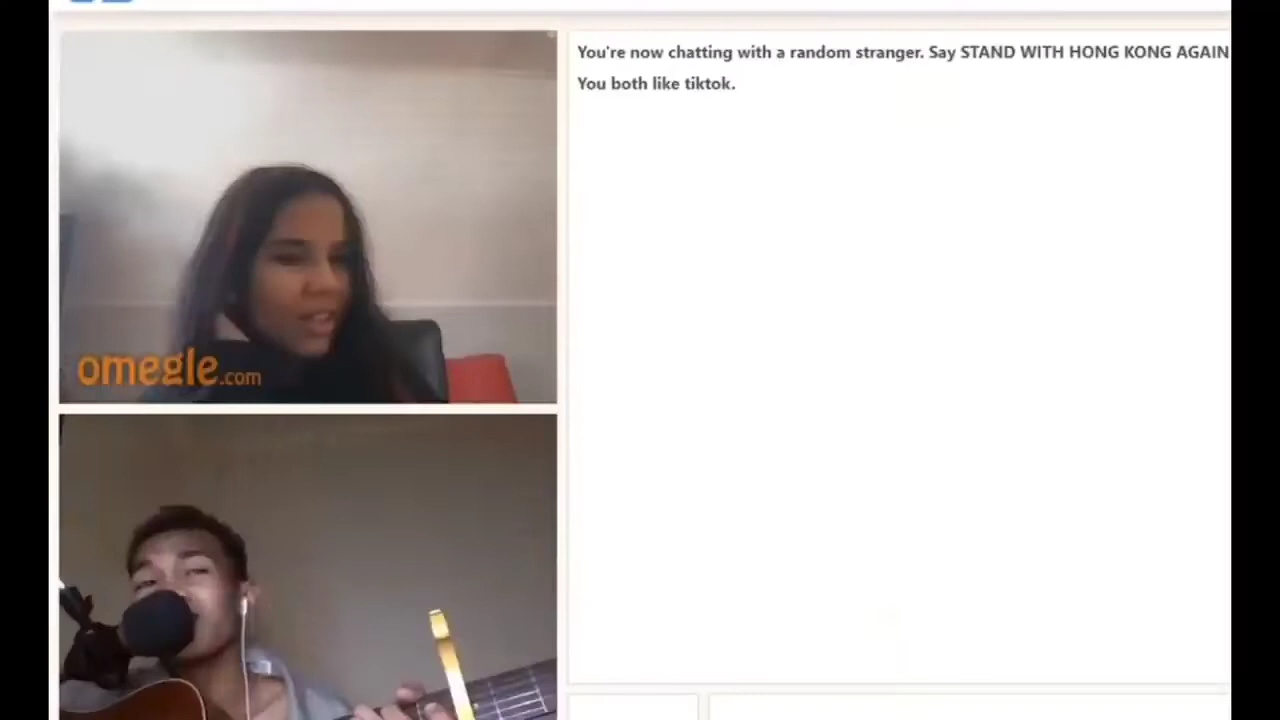 You're now chatting with a random stranger. Say STAND WITH HONG KONG AGAIN
You both like tiktok.
omegle.com